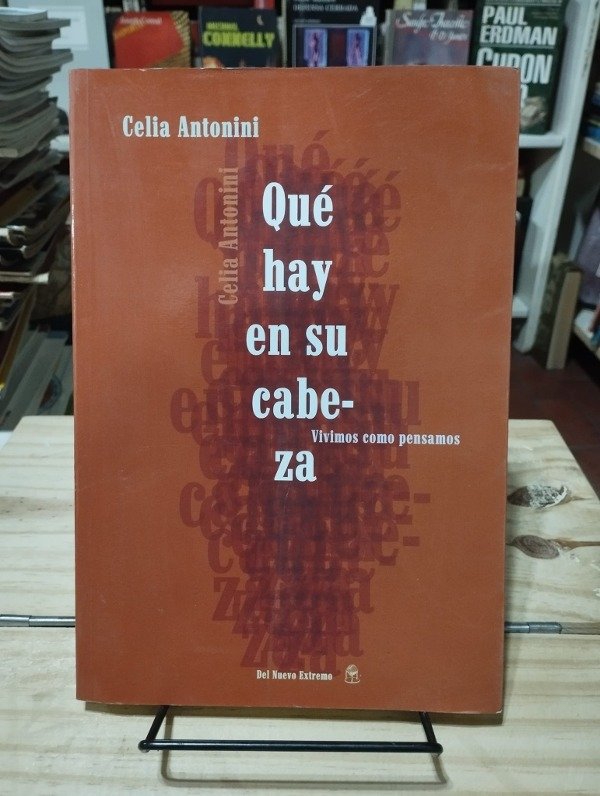 CONNELLY
PAUL
ERDMAN
Celia Antonini
Celia Antonini
Qué
hay
en su
cabe-
Vivimos como pensamos
za
Del Nuevo Extremo